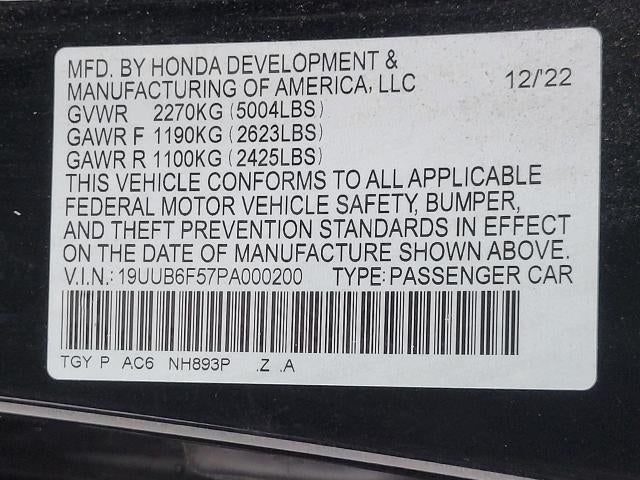 MFD. BY HONDA DEVELOPMENT &
MANUFACTURING OF AMERICA, LLC 12/'22
GVWR 2270KG (5004LBS)
GAWR F 1190KG (2623LBS)
GAWR R 1100KG (2425LBS)
THIS VEHICLE CONFORMS TO ALL APPLICABLE
FEDERAL MOTOR VEHICLE SAFETY, BUMPER,
AND THEFT PREVENTION STANDARDS IN EFFECT
ON THE DATE OF MANUFACTURE SHOWN ABOVE.
V.I.N.: 19UUB6F57PA000200 TYPE: PASSENGER CAR
TGY P AC6 NH893P .Z .A